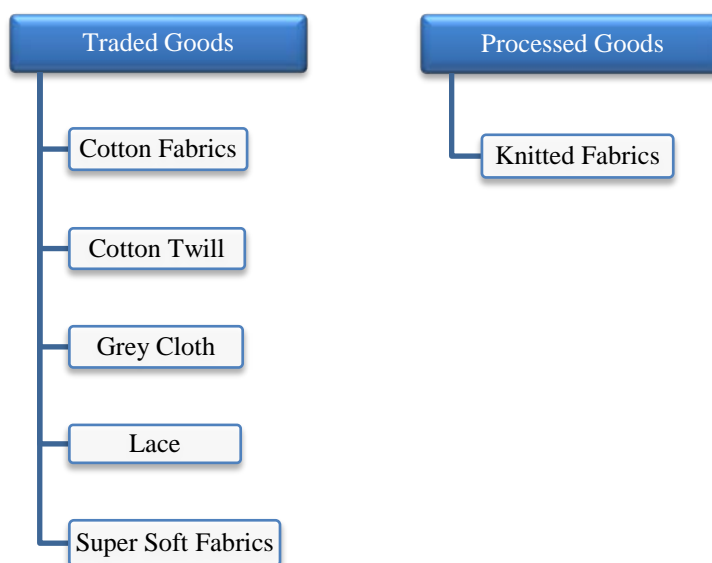 Traded Goods
Cotton Fabrics
Cotton Twill
Grey Cloth
Lace
Super Soft Fabrics
Processed Goods
Knitted Fabrics